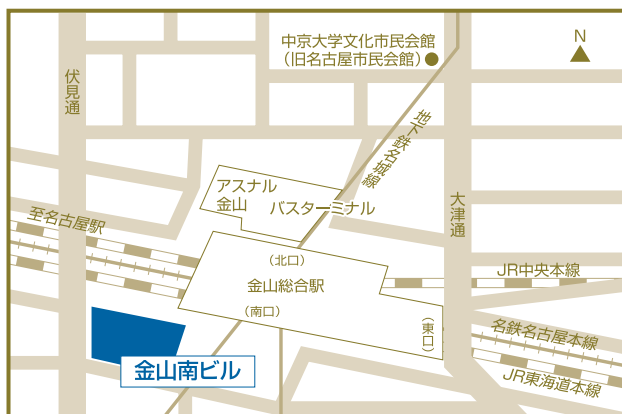 中京大学文化市民会館
(旧名古屋市民会館)
N
伏見通
地下鉄名城線
アスナル
金山
バスターミナル
大津通
至名古屋駅
(北口)
JR中央本線
金山総合駅
(南口)
(東口)
名鉄名古屋本線
金山南ビル
JR東海道本線